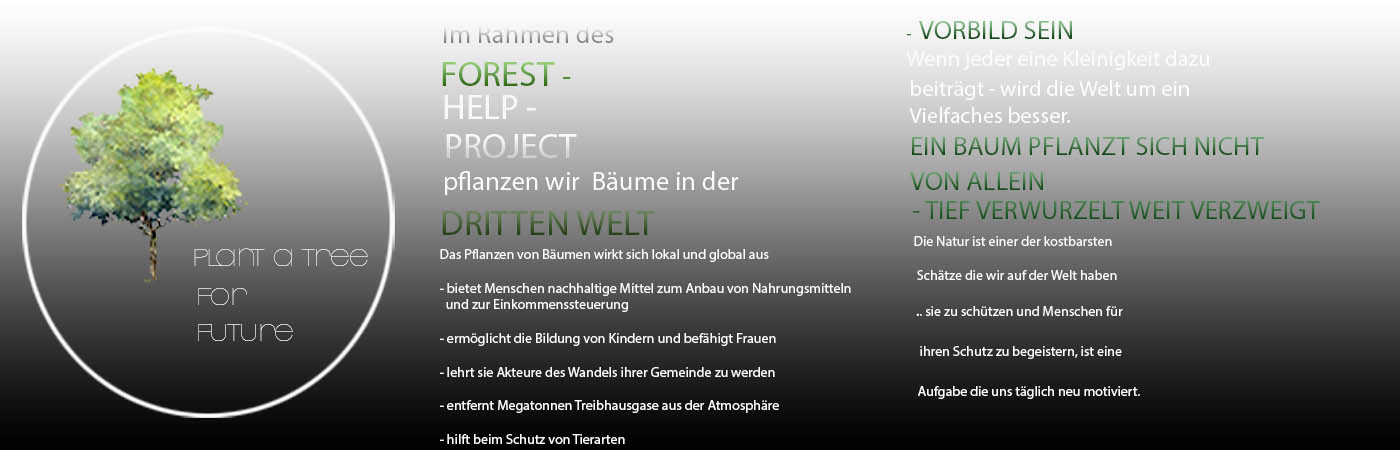 PLANT A TREE
FOR
FUTURE
Im Rahmen des
FOREST -
HELP -
PROJECT
pflanzen wir Bäume in der
DRITTEN WELT
Das Pflanzen von Bäumen wirkt sich lokal und global aus
- bietet Menschen nachhaltige Mittel zum Anbau von Nahrungsmitteln
und zur Einkommenssteuerung
- ermöglicht die Bildung von Kindern und befähigt Frauen
- lehrt sie Akteure des Wandels ihrer Gemeinde zu werden
- entfernt Megatonnen Treibhausgase aus der Atmosphäre
- hilft beim Schutz von Tierarten
- VORBILD SEIN
Wenn jeder eine Kleinigkeit dazu
beiträgt - wird die Welt um ein
Vielfaches besser.
EIN BAUM PFLANZT SICH NICHT
VON ALLEIN
- TIEF VERWURZELT WEIT VERZWEIGT
Die Natur ist einer der kostbarsten
Schätze die wir auf der Welt haben
.. sie zu schützen und Menschen für
ihren Schutz zu begeistern, ist eine
Aufgabe die uns täglich neu motiviert.